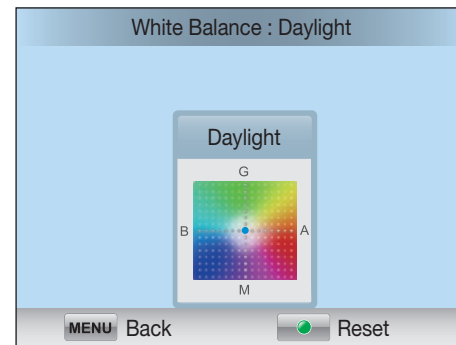 White Balance : Daylight
Daylight
G
B A
M
MENU Back Reset